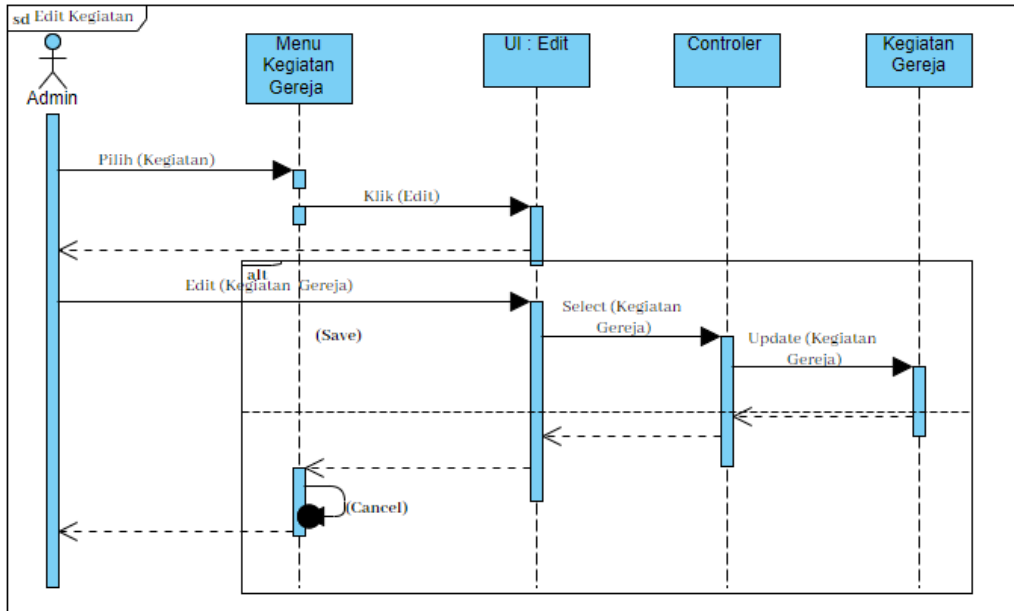 sd Edit Kegiatan
Admin
Menu
Kegiatan
Gereja
UI : Edit
Controler
Kegiatan
Gereja
Pilih (Kegiatan)
Klik (Edit)
alt
Edit (Kegiatan Gereja)
Select (Kegiatan
Gereja)
(Save)
Update (Kegiatan
Gereja)
(Cancel)